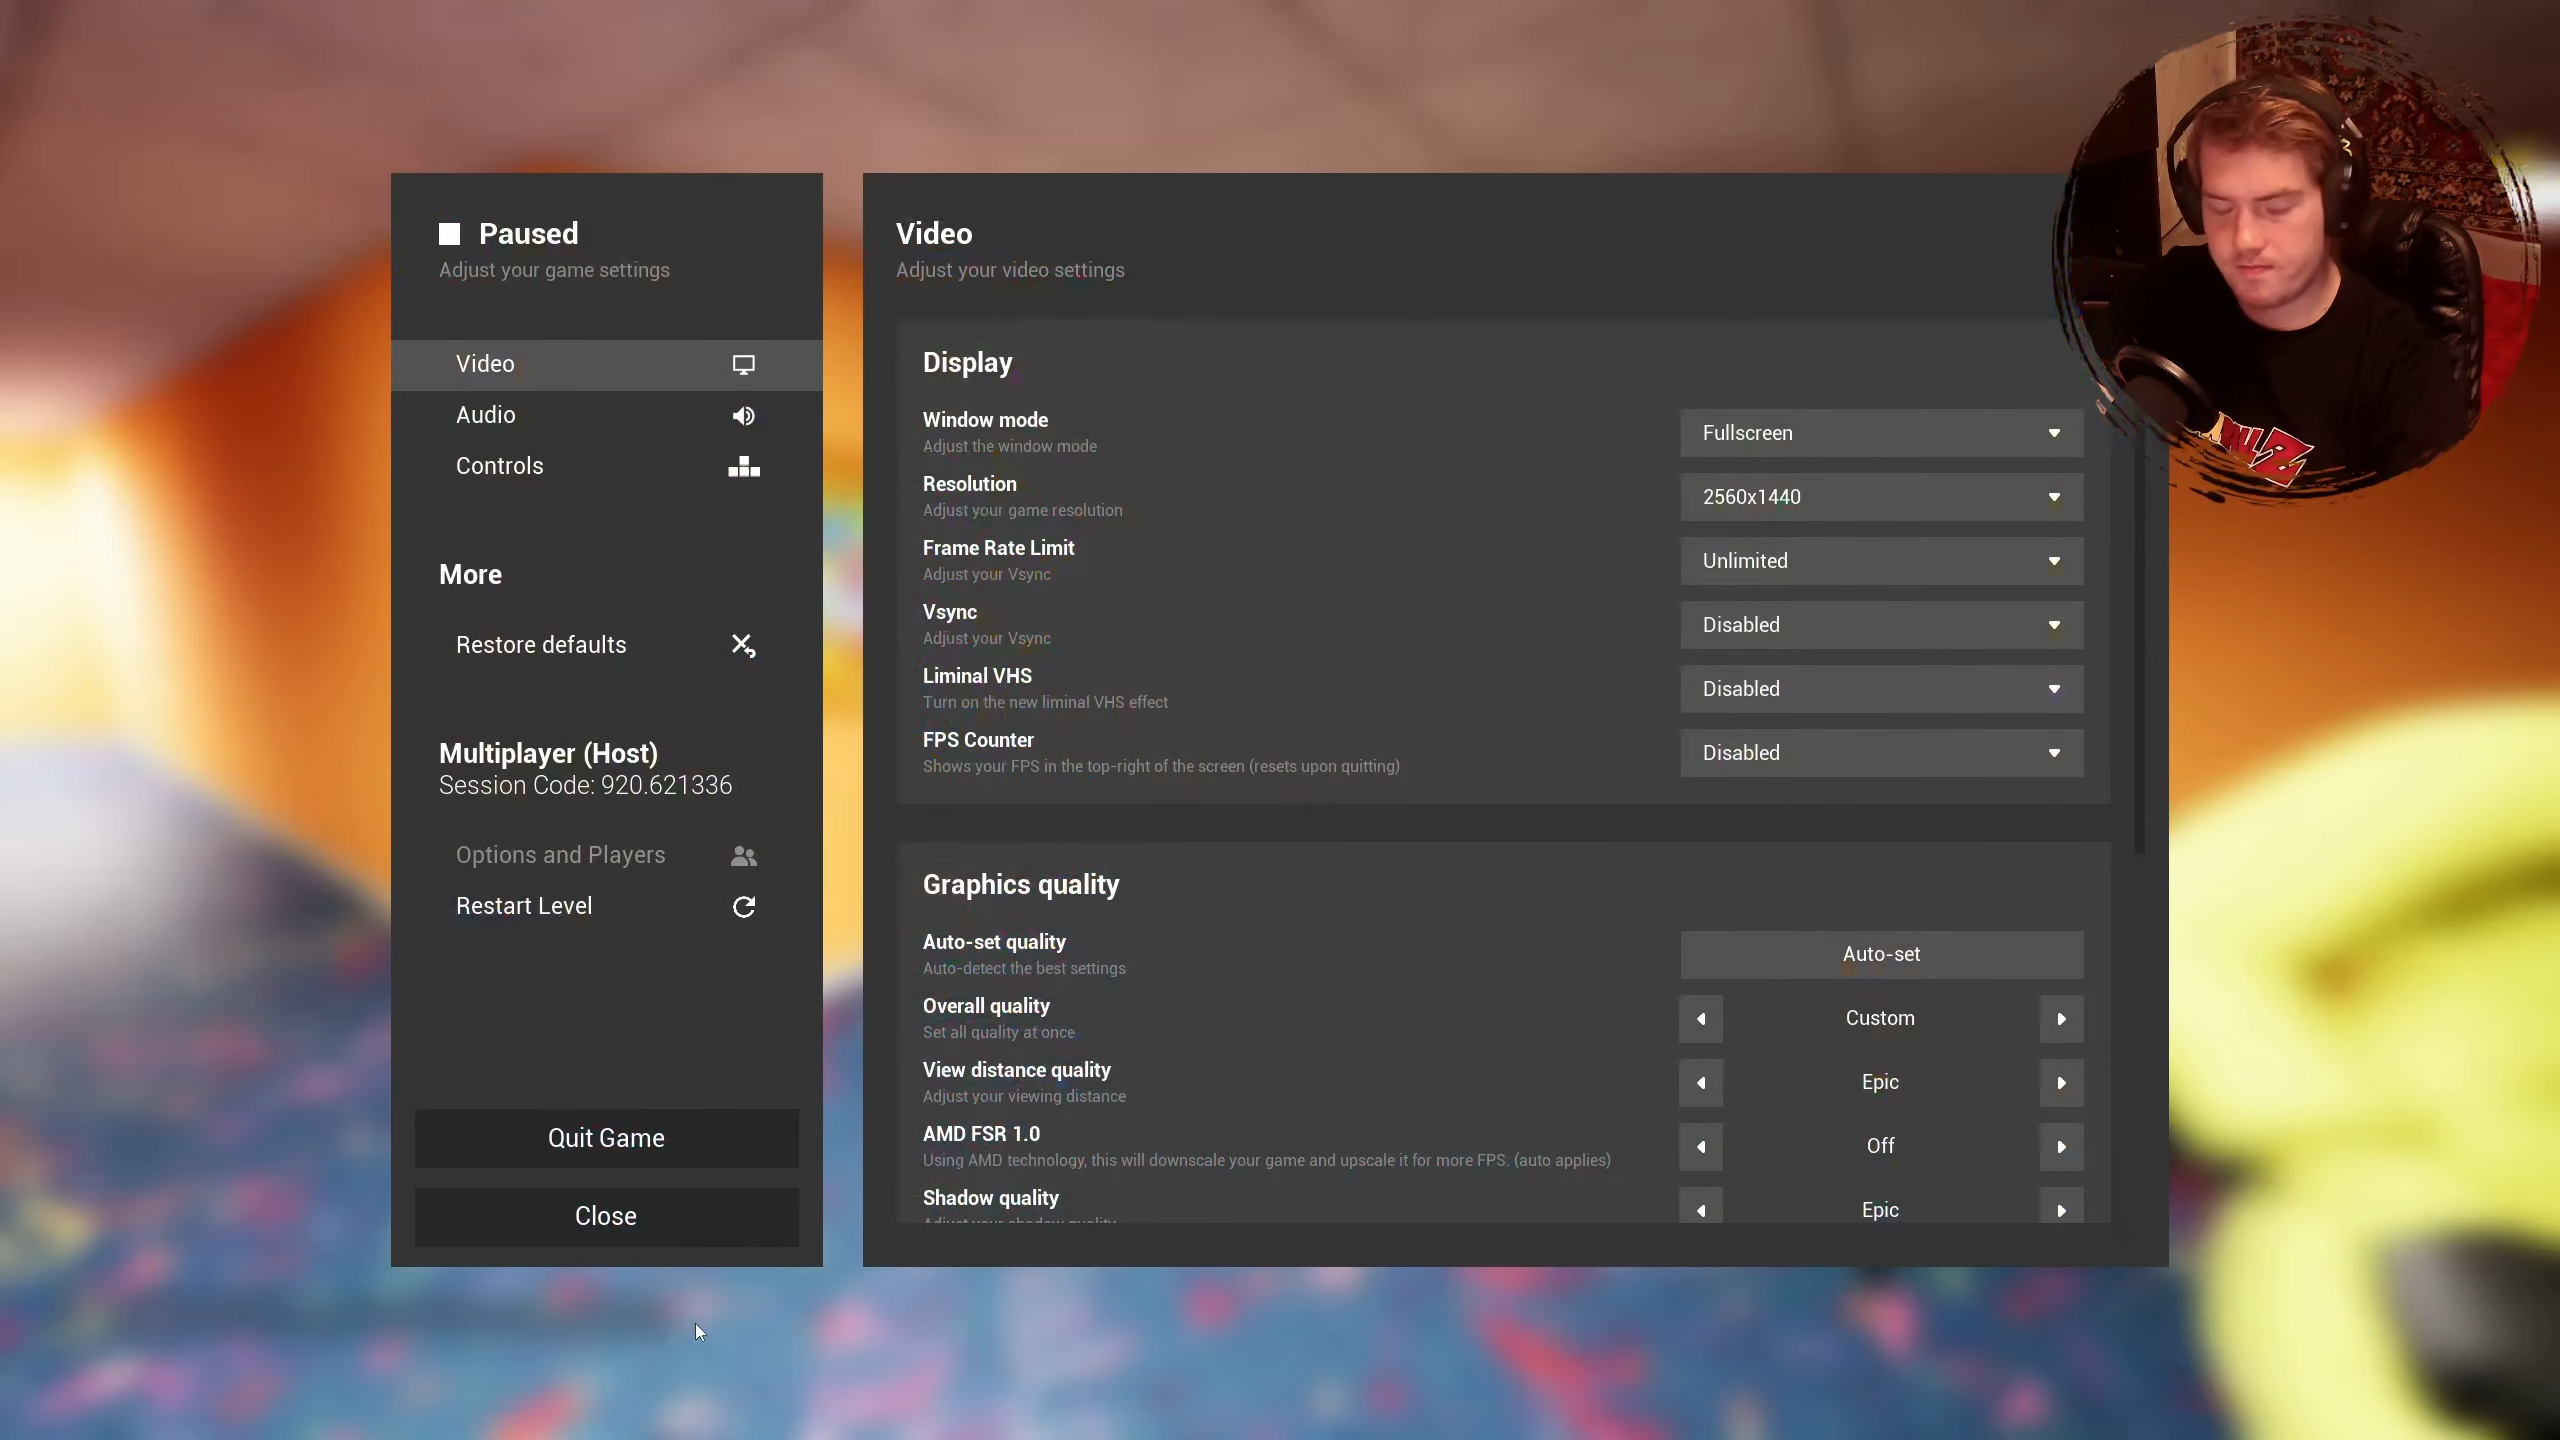 Paused
Adjust your game settings
Video
Audio
Controls
More
Restore defaults
Multiplayer (Host)
Session Code: 920.621336
Options and Players
Restart Level
Quit Game
Close
Video
Adjust your video settings
Display
Window mode
Adjust the window mode
Fullscreen
Resolution
Adjust your game resolution
2560x1440
Frame Rate Limit
Adjust your Vsync
Unlimited
Vsync
Adjust your Vsync
Disabled
Liminal VHS
Turn on the new liminal VHS effect
Disabled
FPS Counter
Shows your FPS in the top-right of the screen (resets upon quitting)
Disabled
Graphics quality
Auto-set quality
Auto-detect the best settings
Auto-set
Overall quality
Set all quality at once
Custom
View distance quality
Adjust your viewing distance
Epic
AMD FSR 1.0
Using AMD technology, this will downscale your game and upscale it for more FPS. (auto applies)
Off
Shadow quality
Adjust your shadow quality
Epic